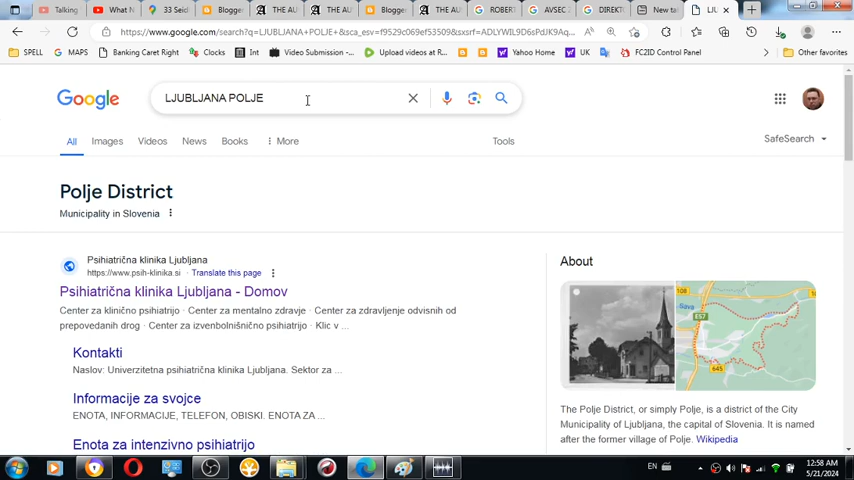 Talking
What N
33 Seid
Blogger
THE AU
THE AU
Blogger
THE AU
ROBERT
AVSEC
DIREKT
New ta
LJU
https://www.google.com/search?q=LJUBLJANA+POLJE+&sca_esv=f9529c069ef53509&sxsrf=ADLYWIL9D6sPdJK9Aq...
SPELL
MAPS
Banking Caret Right
Clocks
Int
Video Submission -...
Upload videos at R...
Yahoo Home
UK
FC2ID Control Panel
Other favorites
Google
LJUBLJANA POLJE
All Images Videos News Books More Tools
SafeSearch
Polje District
Municipality in Slovenia
Psihiatrična klinika Ljubljana
https://www.psih-klinika.si · Translate this page
Psihiatrična klinika Ljubljana - Domov
Center za klinično psihiatrijo · Center za mentalno zdravje · Center za zdravljenje odvisnih od
prepovedanih drog · Center za izvenbolnišnično psihiatrijo · Klic v ...
Kontakti
Naslov: Univerzitetna psihiatrična klinika Ljubljana. Sektor za ...
Informacije za svojce
ENOTA, INFORMACIJE, TELEFON, OBISKI. ENOTA ZA ...
Enota za intenzivno psihiatrijo
About
108
Sava
E57
645
The Polje District, or simply Polje, is a district of the City
Municipality of Ljubljana, the capital of Slovenia. It is named
after the former village of Polje. Wikipedia
EN
12:58 AM
5/21/2024